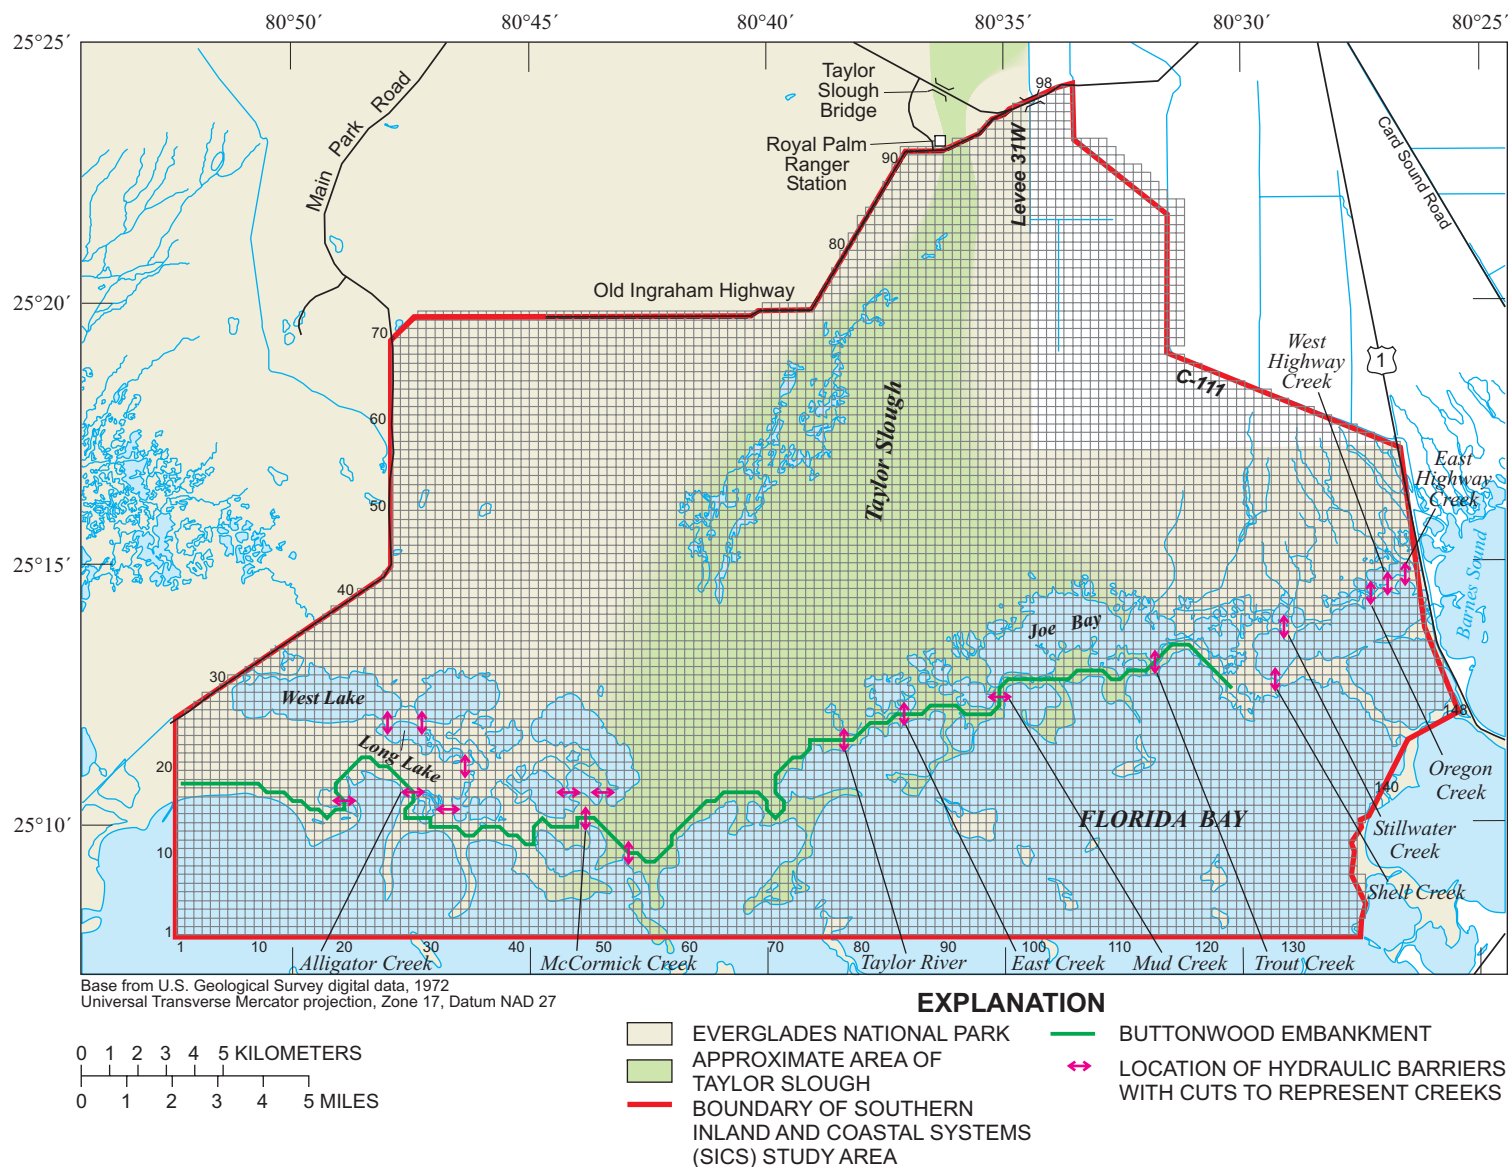 80°50′ 80°45′ 80°40′ 80°35′ 80°30′ 80°25′
25°25′
Taylor
Slough
Bridge
98
Main Park Road
Royal Palm
Ranger
Station
90
Levee 31W
Card Sound Road
80
25°20′
Old Ingraham Highway
70
West
Highway
Creek
1
C-111
60
Taylor Slough
East
Highway
Creek
50
25°15′
40
Barnes Sound
Joe Bay
30
West Lake
148
Long Lake
20
Oregon
Creek
140
25°10′
FLORIDA BAY
Stillwater
Creek
10
Shell Creek
1
1 10 20 30 40 50 60 70 80 90 100 110 120 130
Alligator Creek McCormick Creek Taylor River East Creek Mud Creek Trout Creek
Base from U.S. Geological Survey digital data, 1972
Universal Transverse Mercator projection, Zone 17, Datum NAD 27
0 1 2 3 4 5 KILOMETERS
0 1 2 3 4 5 MILES
EXPLANATION
EVERGLADES NATIONAL PARK
APPROXIMATE AREA OF
TAYLOR SLOUGH
BOUNDARY OF SOUTHERN
INLAND AND COASTAL SYSTEMS
(SICS) STUDY AREA
BUTTONWOOD EMBANKMENT
LOCATION OF HYDRAULIC BARRIERS
WITH CUTS TO REPRESENT CREEKS